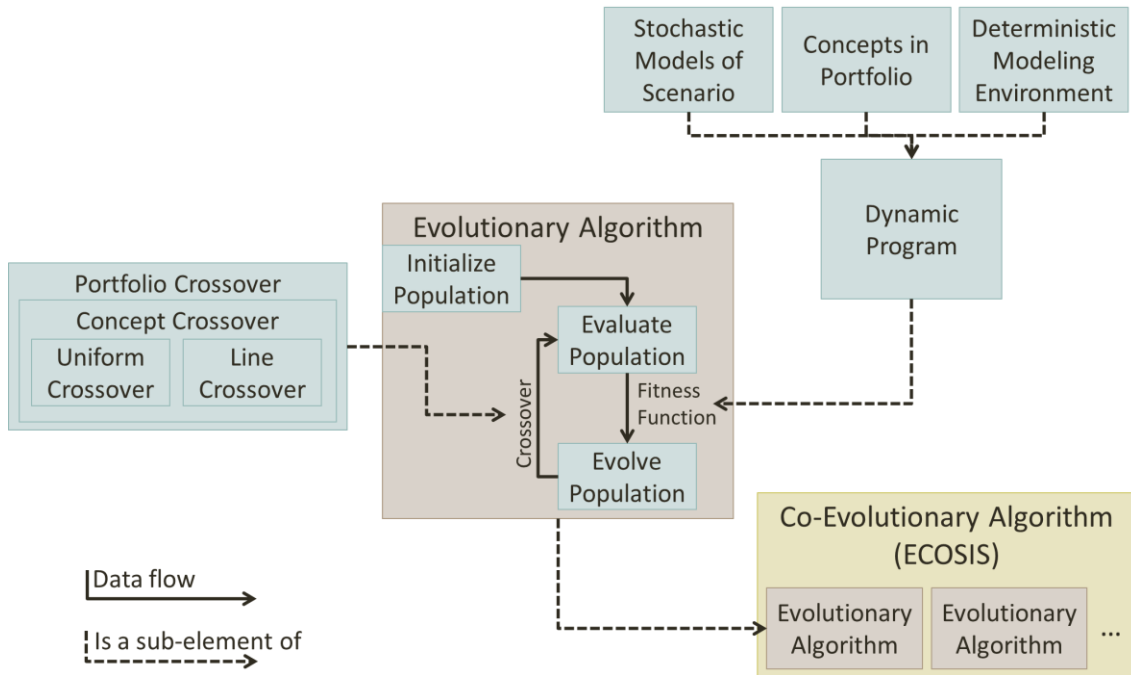 Stochastic
Models of
Scenario
Concepts in
Portfolio
Deterministic
Modeling
Environment
Dynamic
Program
Evolutionary Algorithm
Initialize
Population
Evaluate
Population
Crossover
Fitness
Function
Evolve
Population
Portfolio Crossover
Concept Crossover
Uniform
Crossover
Line
Crossover
Co-Evolutionary Algorithm
(ECOSIS)
Evolutionary
Algorithm
Evolutionary
Algorithm
...
Data flow
Is a sub-element of